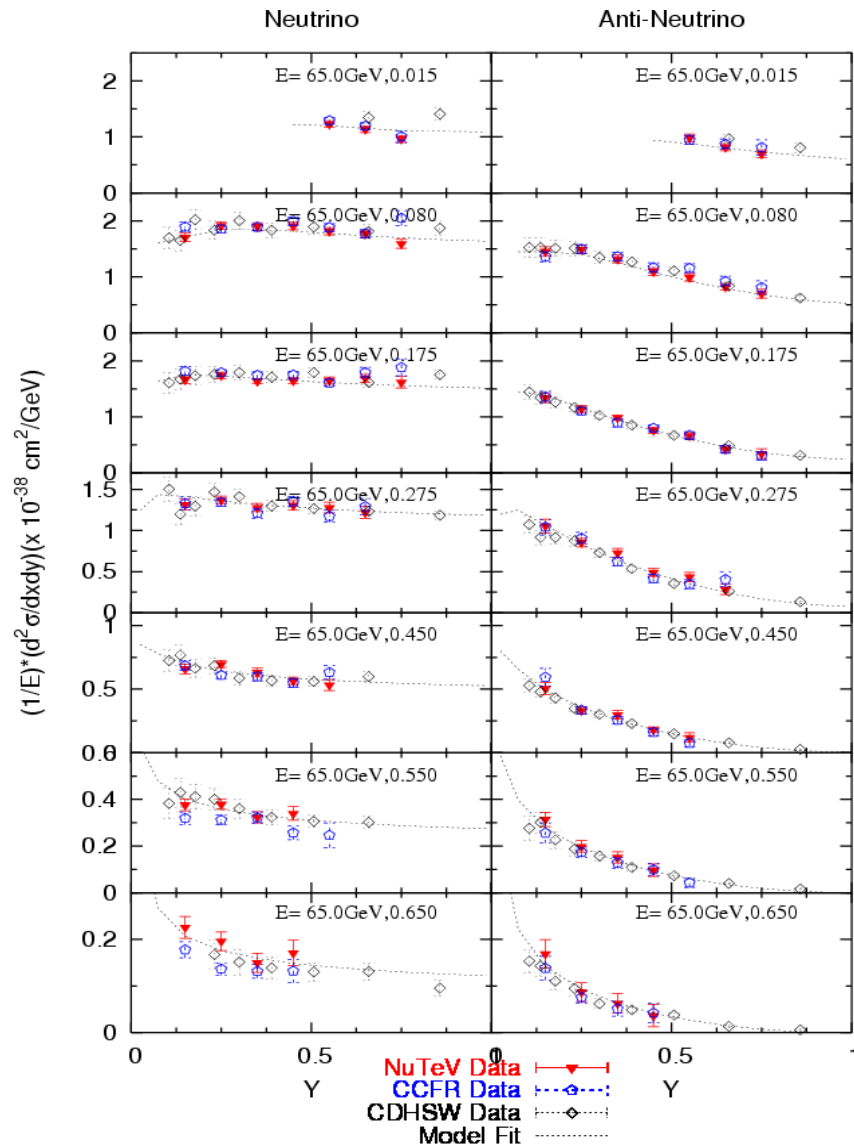 Neutrino Anti-Neutrino
E= 65.0GeV,0.015 E= 65.0GeV,0.015
2
1
0
E= 65.0GeV,0.080 E= 65.0GeV,0.080
2
1
0
E= 65.0GeV,0.175 E= 65.0GeV,0.175
2
1
0
E= 65.0GeV,0.275 E= 65.0GeV,0.275
1.5
1
0.5
0
E= 65.0GeV,0.450 E= 65.0GeV,0.450
1
0.5
0
(1/E)*(d²σ/dxdy)(x 10⁻³⁸ cm²/GeV)
E= 65.0GeV,0.550 E= 65.0GeV,0.550
0.6
0.4
0.2
0
E= 65.0GeV,0.650 E= 65.0GeV,0.650
0.2
0
0 0.5 1 0 0.5 1
Y Y
NuTeV Data
CCFR Data
CDHSW Data
Model Fit